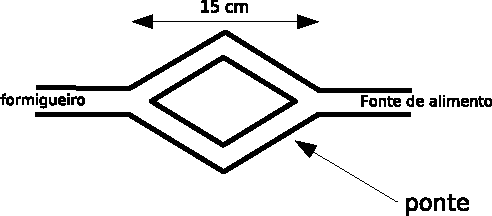 15 cm
formigueiro
Fonte de alimento
ponte